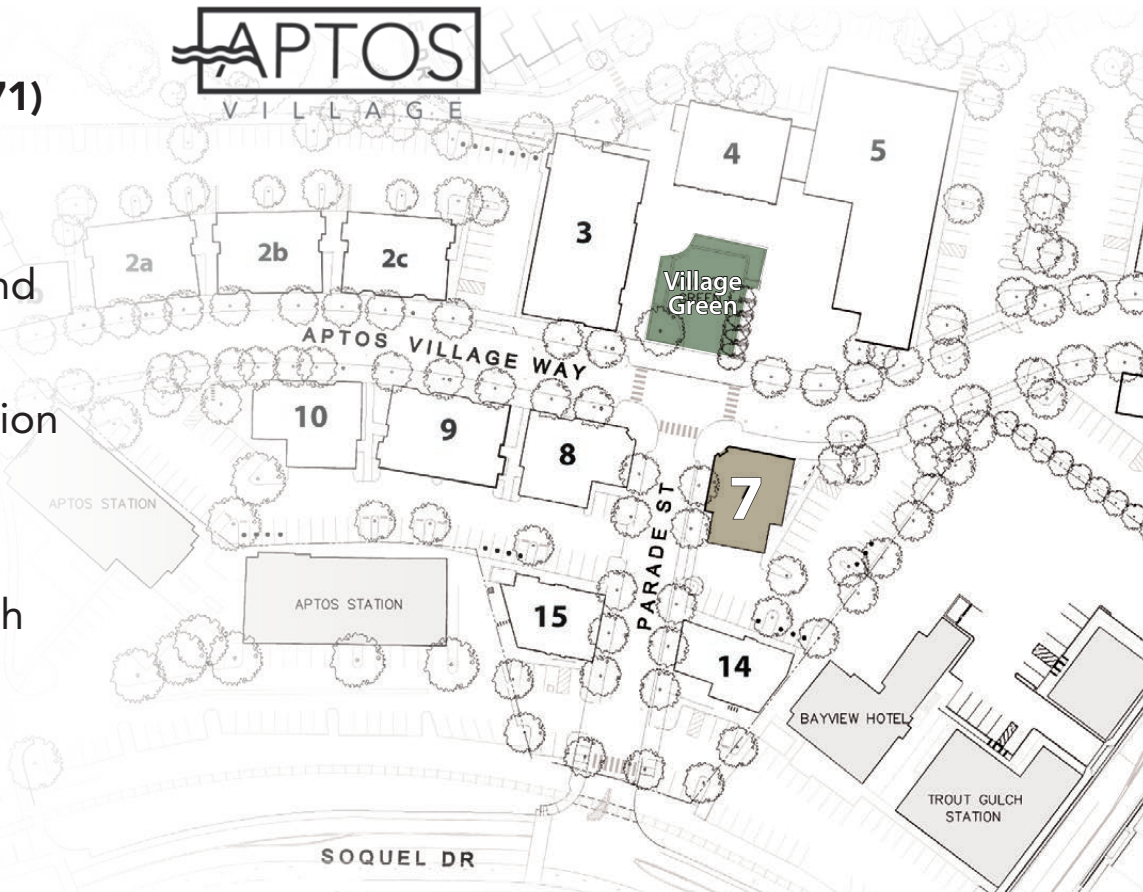 APTOS
VILLAGE
71)
nd
ion
h
4
5
3
2a
2b
2c
Village
Green
APTOS VILLAGE WAY
10
9
8
7
PARADE ST
APTOS STATION
APTOS STATION
15
14
BAYVIEW HOTEL
TROUT GULCH
STATION
SOQUEL DR